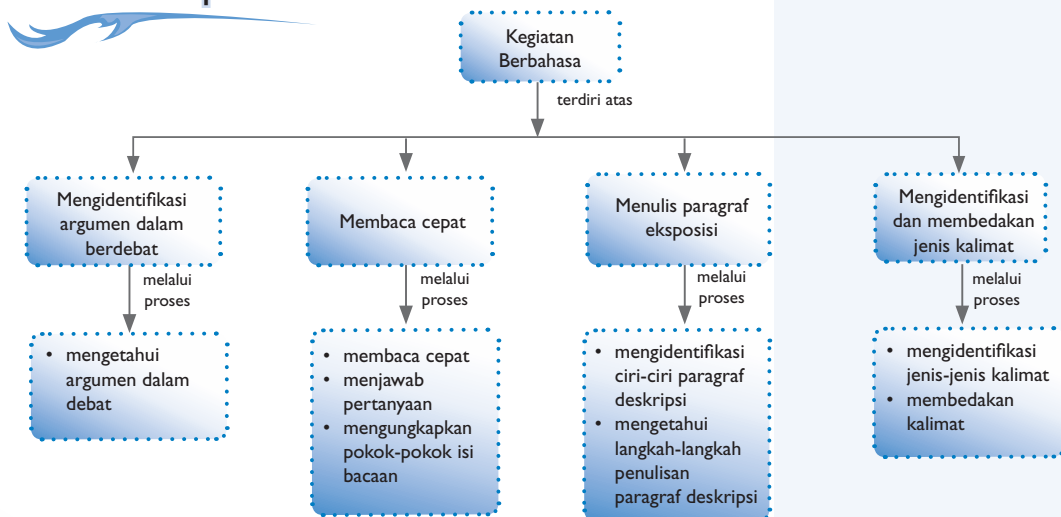 Kegiatan
Berbahasa
terdiri atas
Mengidentifikasi
argumen dalam
berdebat
Membaca cepat
Menulis paragraf
eksposisi
Mengidentifikasi
dan membedakan
jenis kalimat
melalui
proses
melalui
proses
melalui
proses
melalui
proses
• mengetahui
argumen dalam
debat
• membaca cepat
• menjawab
pertanyaan
• mengungkapkan
pokok-pokok isi
bacaan
• mengidentifikasi
ciri-ciri paragraf
deskripsi
• mengetahui
langkah-langkah
penulisan
paragraf deskripsi
• mengidentifikasi
jenis-jenis kalimat
• membedakan
kalimat